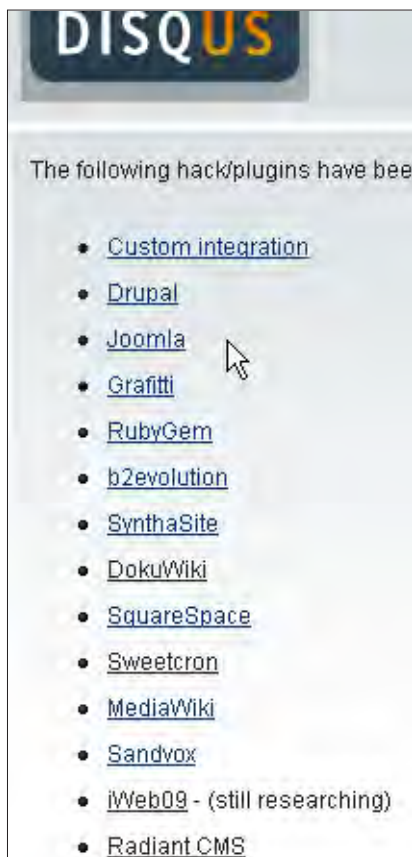 DISQUS
The following hack/plugins have bee
Custom integration
Drupal
Joomla
Grafitti
RubyGem
b2evolution
SynthaSite
DokuWiki
SquareSpace
Sweetcron
MediaWiki
Sandvox
iWeb09 - (still researching)
Radiant CMS